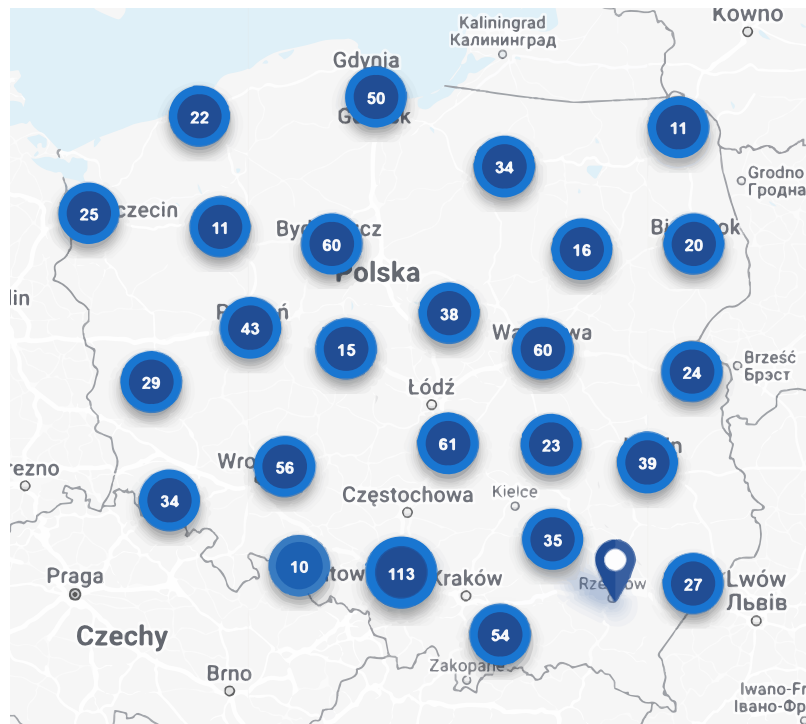 Kowno
Kaliningrad
Калининград
Gdynia
50
22
11
34
Grodno
Гродна
25
czecin
11
60
16
20
Polska
lin
43
38
15
60
Brześć
Брэст
24
29
Łódź
61
23
39
56
rezno
34
Częstochowa
Kielce
35
10
113
Kraków
27
Lwów
Львів
Praga
Czechy
54
Zakopane
Brno
Iwano-Fr
Івано-Фр